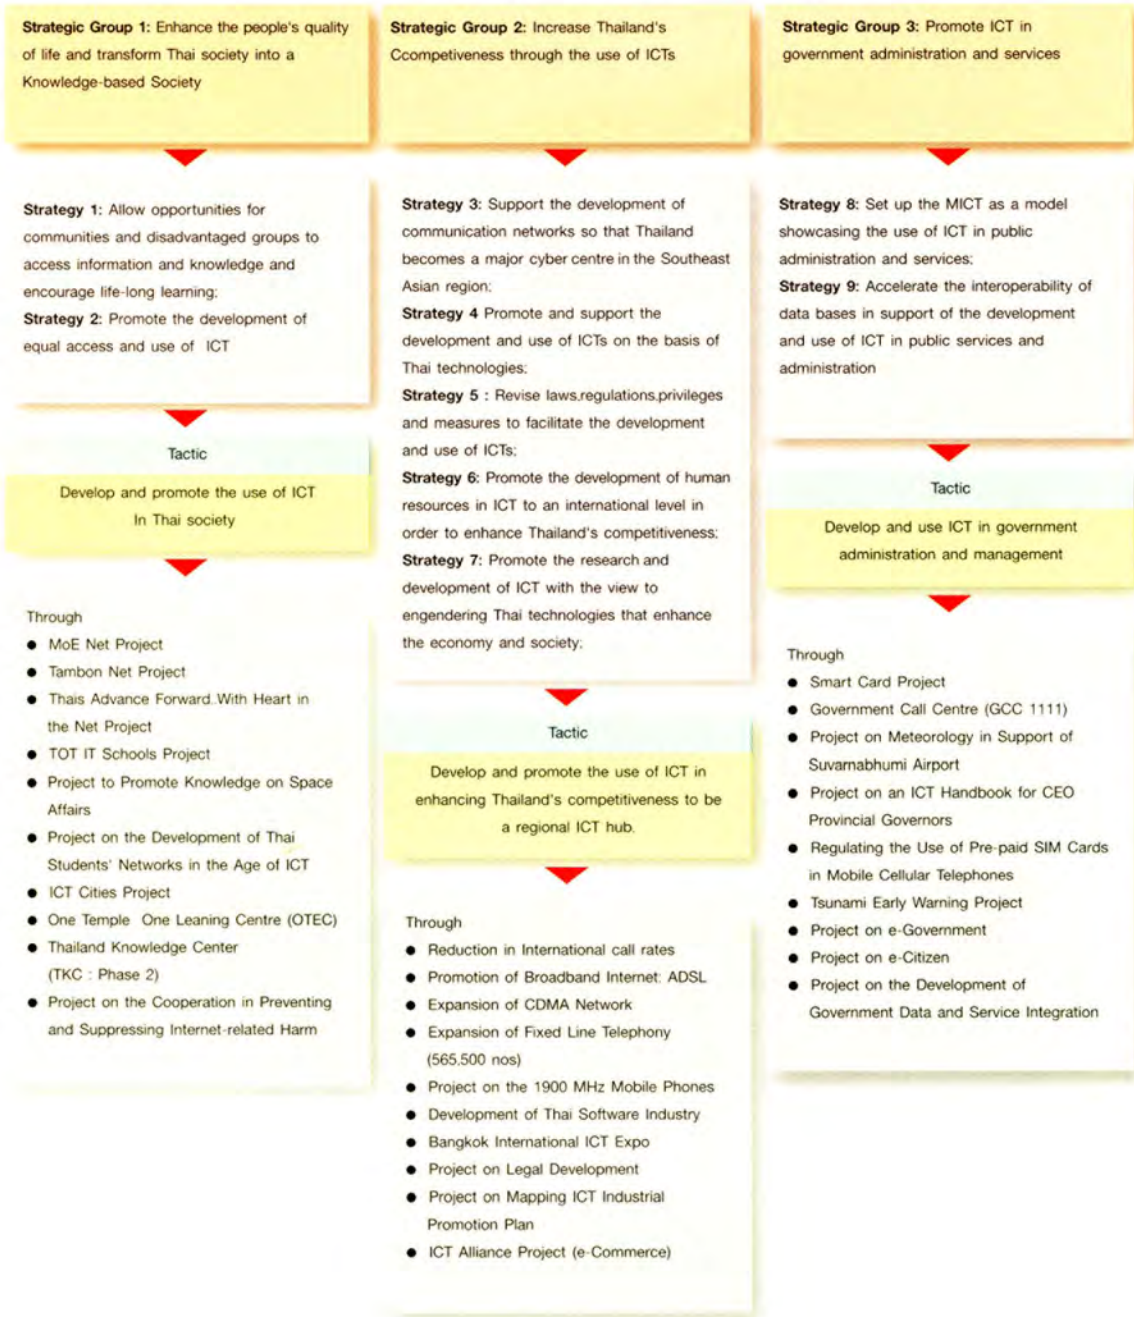 Strategic Group 1: Enhance the people's quality
of life and transform Thai society into a
Knowledge-based Society
Strategy 1: Allow opportunities for
communities and disadvantaged groups to
access information and knowledge and
encourage life-long learning;
Strategy 2: Promote the development of
equal access and use of ICT
Tactic
Develop and promote the use of ICT
In Thai society
Through
● MoE Net Project
● Tambon Net Project
● Thais Advance Forward..With Heart in
the Net Project
● TOT IT Schools Project
● Project to Promote Knowledge on Space
Affairs
● Project on the Development of Thai
Students' Networks in the Age of ICT
● ICT Cities Project
● One Temple One Leaning Centre (OTEC)
● Thailand Knowledge Center
(TKC : Phase 2)
● Project on the Cooperation in Preventing
and Suppressing Internet-related Harm
Strategic Group 2: Increase Thailand's
Ccompetiveness through the use of ICTs
Strategy 3: Support the development of
communication networks so that Thailand
becomes a major cyber centre in the Southeast
Asian region;
Strategy 4 Promote and support the
development and use of ICTs on the basis of
Thai technologies;
Strategy 5 : Revise laws,regulations,privileges
and measures to facilitate the development
and use of ICTs;
Strategy 6: Promote the development of human
resources in ICT to an international level in
order to enhance Thailand's competitiveness;
Strategy 7: Promote the research and
development of ICT with the view to
engendering Thai technologies that enhance
the economy and society;
Tactic
Develop and promote the use of ICT in
enhancing Thailand's competitiveness to be
a regional ICT hub.
Through
● Reduction in International call rates
● Promotion of Broadband Internet: ADSL
● Expansion of CDMA Network
● Expansion of Fixed Line Telephony
(565,500 nos)
● Project on the 1900 MHz Mobile Phones
● Development of Thai Software Industry
● Bangkok International ICT Expo
● Project on Legal Development
● Project on Mapping ICT Industrial
Promotion Plan
● ICT Alliance Project (e-Commerce)
Strategic Group 3: Promote ICT in
government administration and services
Strategy 8: Set up the MICT as a model
showcasing the use of ICT in public
administration and services;
Strategy 9: Accelerate the interoperability of
data bases in support of the development
and use of ICT in public services and
administration
Tactic
Develop and use ICT in government
administration and management
Through
● Smart Card Project
● Government Call Centre (GCC 1111)
● Project on Meteorology in Support of
Suvarnabhumi Airport
● Project on an ICT Handbook for CEO
Provincial Governors
● Regulating the Use of Pre-paid SIM Cards
in Mobile Cellular Telephones
● Tsunami Early Warning Project
● Project on e-Government
● Project on e-Citizen
● Project on the Development of
Government Data and Service Integration